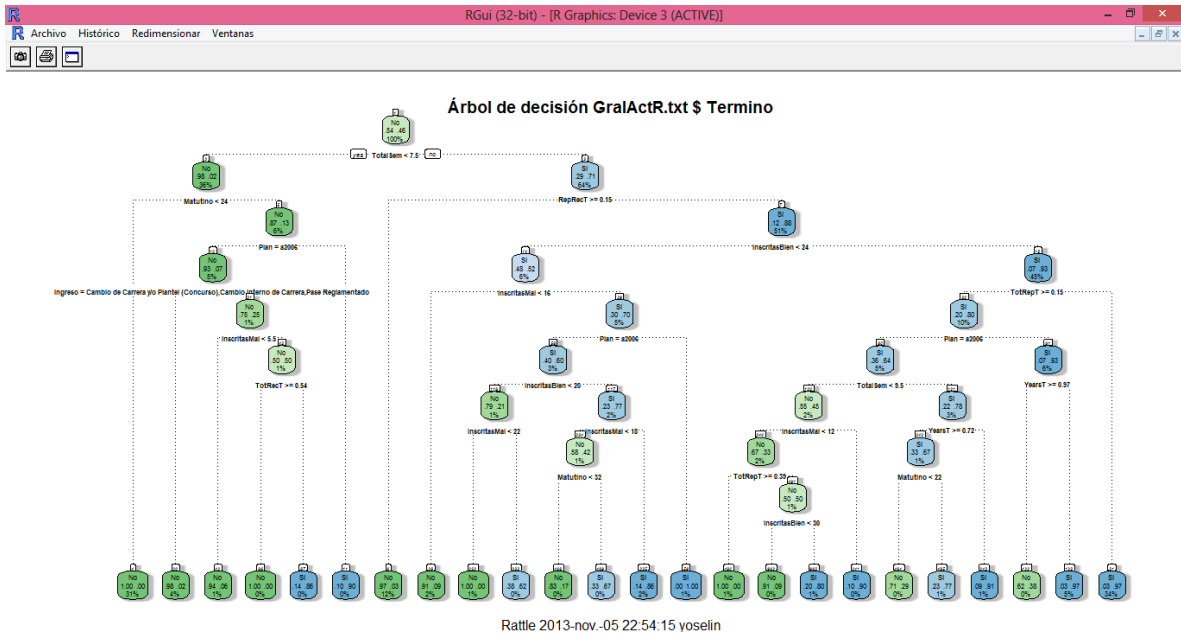 RGui (32-bit) - [R Graphics: Device 3 (ACTIVE)]
Archivo Histórico Redimensionar Ventanas
Árbol de decisión GralActR.txt $ Termino
No
.54 .46
100%
yes TotalSem < 7.5 no
No
.98 .02
36%
SI
.29 .71
64%
Matutino < 24
RepRecT >= 0.15
No
.87 .13
6%
SI
.12 .88
51%
Plan = a2006
InscritasBien < 24
No
.93 .07
5%
SI
.48 .52
6%
SI
.07 .93
45%
Ingreso = Cambio de Carrera y/o Plantel (Concurso),Cambio Interno de Carrera,Pase Reglamentado
InscritasMal < 16
TotRepT >= 0.15
No
.75 .25
1%
SI
.30 .70
5%
SI
.20 .80
10%
InscritasMal < 5.5
Plan = a2006
Plan = a2006
No
.50 .50
1%
SI
.40 .60
3%
SI
.36 .64
5%
SI
.07 .93
6%
TotRecT >= 0.54
InscritasBien < 20
TotalSem < 9.5
YearsT >= 0.97
No
.79 .21
1%
SI
.23 .77
2%
No
.55 .45
2%
SI
.22 .78
3%
InscritasMal < 22
InscritasMal < 18
InscritasMal < 12
YearsT >= 0.72
No
.58 .42
1%
No
.67 .33
2%
SI
.33 .67
1%
Matutino < 32
TotRepT >= 0.39
Matutino < 22
No
.50 .50
1%
InscritasBien < 30
No No No No SI SI No No No SI No SI SI SI No No SI SI No SI SI No SI SI
1.00 .00 .98 .02 .94 .06 1.00 .00 .14 .86 .10 .90 .97 .03 .91 .09 1.00 .00 .38 .62 .83 .17 .33 .67 .14 .86 .00 1.00 1.00 .00 .91 .09 .20 .80 .10 .90 .71 .29 .23 .77 .09 .91 .62 .38 .03 .97 .03 .97
31% 4% 1% 0% 0% 0% 12% 2% 1% 0% 0% 0% 2% 1% 1% 0% 1% 0% 0% 1% 1% 0% 5% 34%
Rattle 2013-nov.-05 22:54:15 yoselin